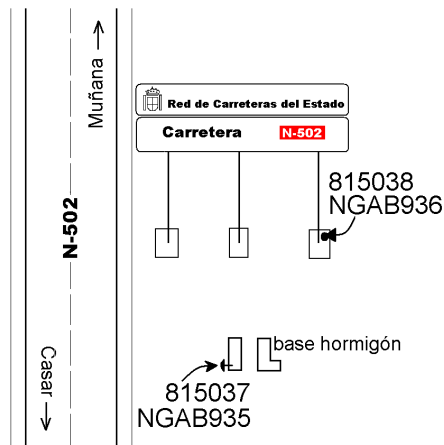 Muñana
Red de Carreteras del Estado
Carretera N-502
815038
NGAB936
N-502
Casar
base hormigón
815037
NGAB935